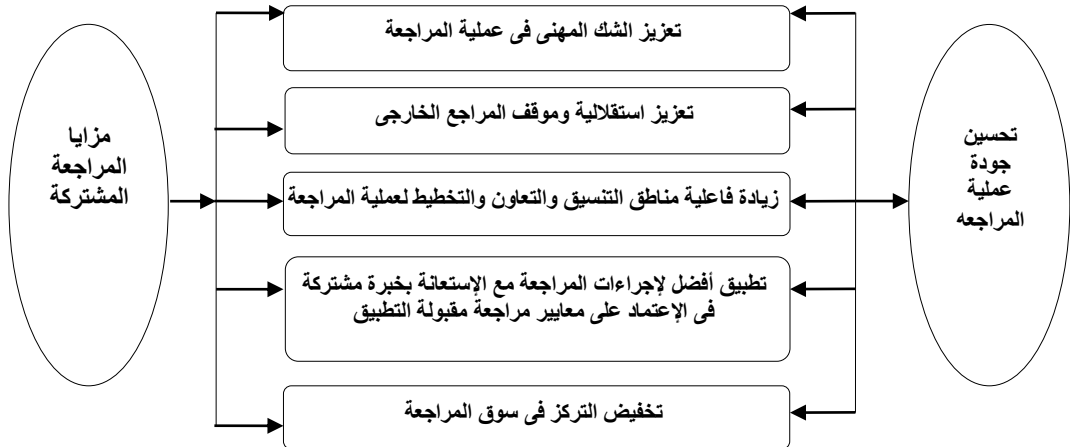 تعزيز الشك المهنى فى عملية المراجعة
تعزيز استقلالية وموقف المراجع الخارجى
مزايا
المراجعة
المشتركة
زيادة فاعلية مناطق التنسيق والتعاون والتخطيط لعملية المراجعة
تطبيق أفضل لإجراءات المراجعة مع الإستعانة بخبرة مشتركة
فى الإعتماد على معايير مراجعة مقبولة التطبيق
تخفيض التركز فى سوق المراجعة
تحسين
جودة
عملية
المراجعه